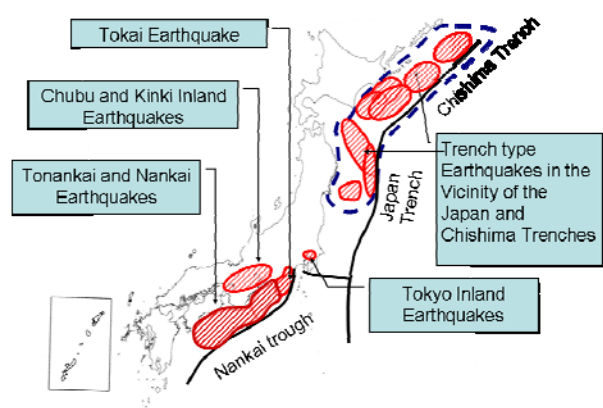 Tokai Earthquake
Chubu and Kinki Inland
Earthquakes
Tonankai and Nankai
Earthquakes
Chishima Trench
Trench type
Earthquakes in the
Vicinity of the
Japan and
Chishima Trenches
Japan
Trench
Tokyo Inland
Earthquakes
Nankai trough